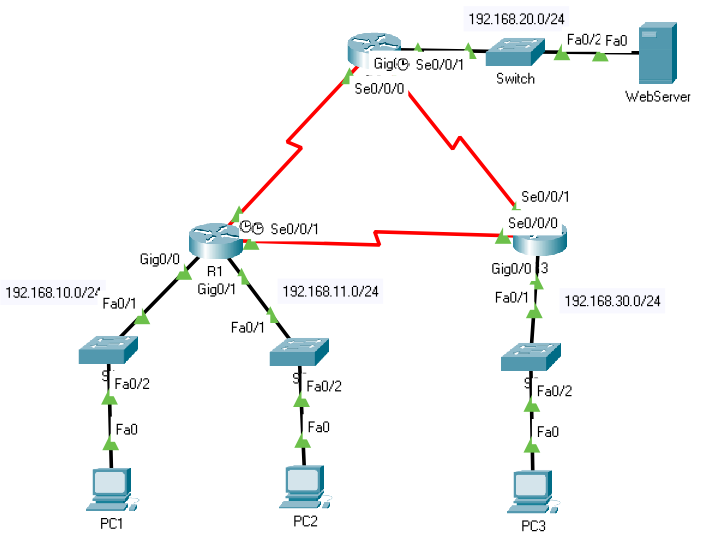 192.168.20.0/24
Fa0/2
Fa0
Se0/0/1
Switch
WebServer
Se0/0/0
Se0/0/1
Se0/0/0
Se0/0/1
Gig0/0
R1
Gig0/0
3
192.168.10.0/24
Gig0/1
192.168.11.0/24
Fa0/1
192.168.30.0/24
Fa0/1
Fa0/1
Fa0/2
Fa0/2
Fa0/2
Fa0
Fa0
Fa0
PC1
PC2
PC3